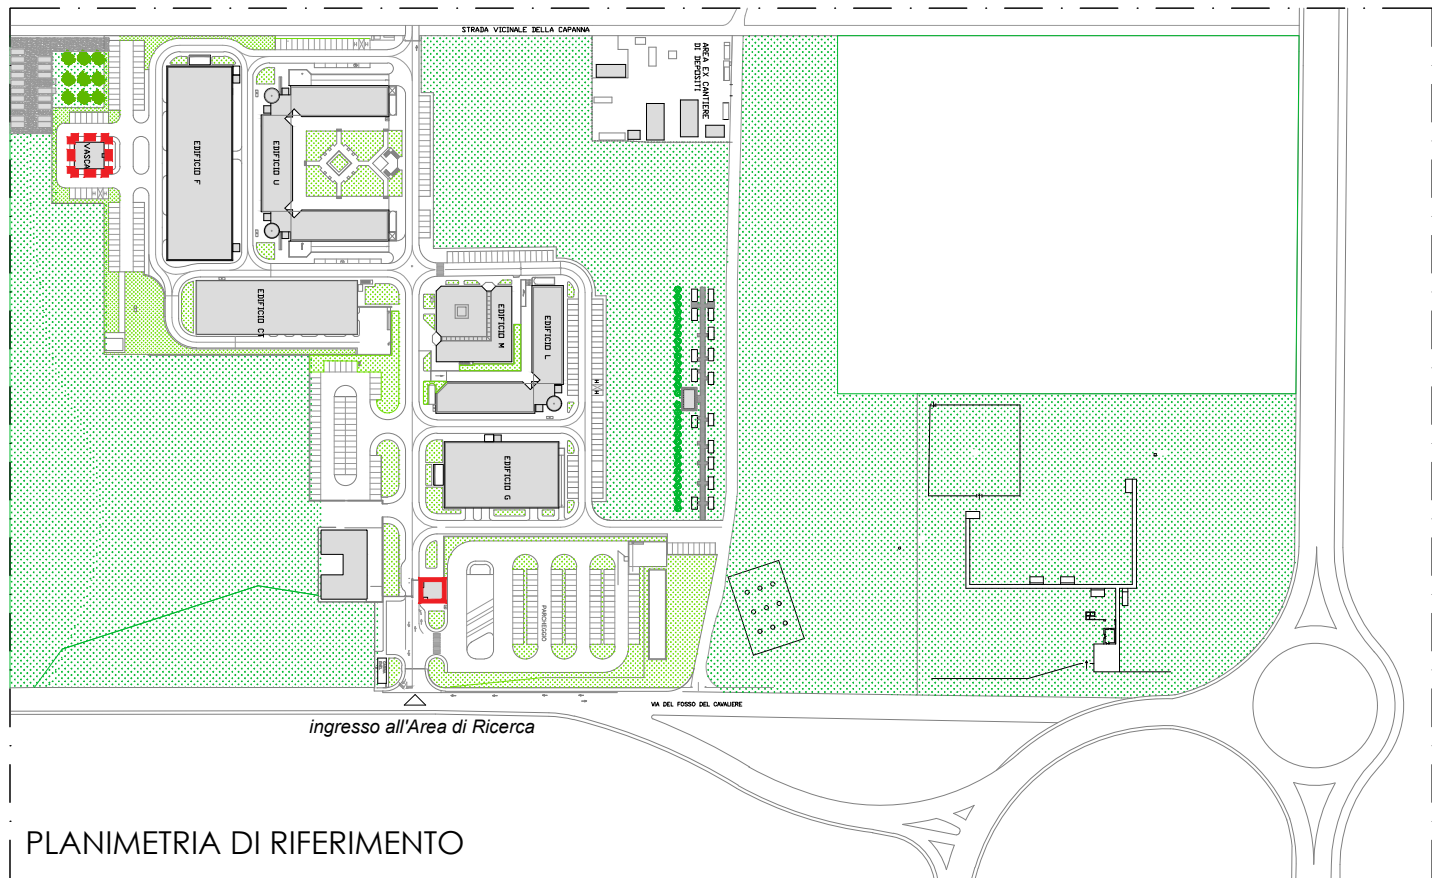 STRADA VICINALE DELLA CAPANNA
AREA EX CANTIERE
DI DEPOSITI
VASCA
EDIFICIO F
EDIFICIO U
EDIFICIO CT
EDIFICIO M
EDIFICIO L
EDIFICIO G
PARCHEGGIO
VIA DEL FOSSO DEL CAVALIERE
ingresso all'Area di Ricerca
PLANIMETRIA DI RIFERIMENTO